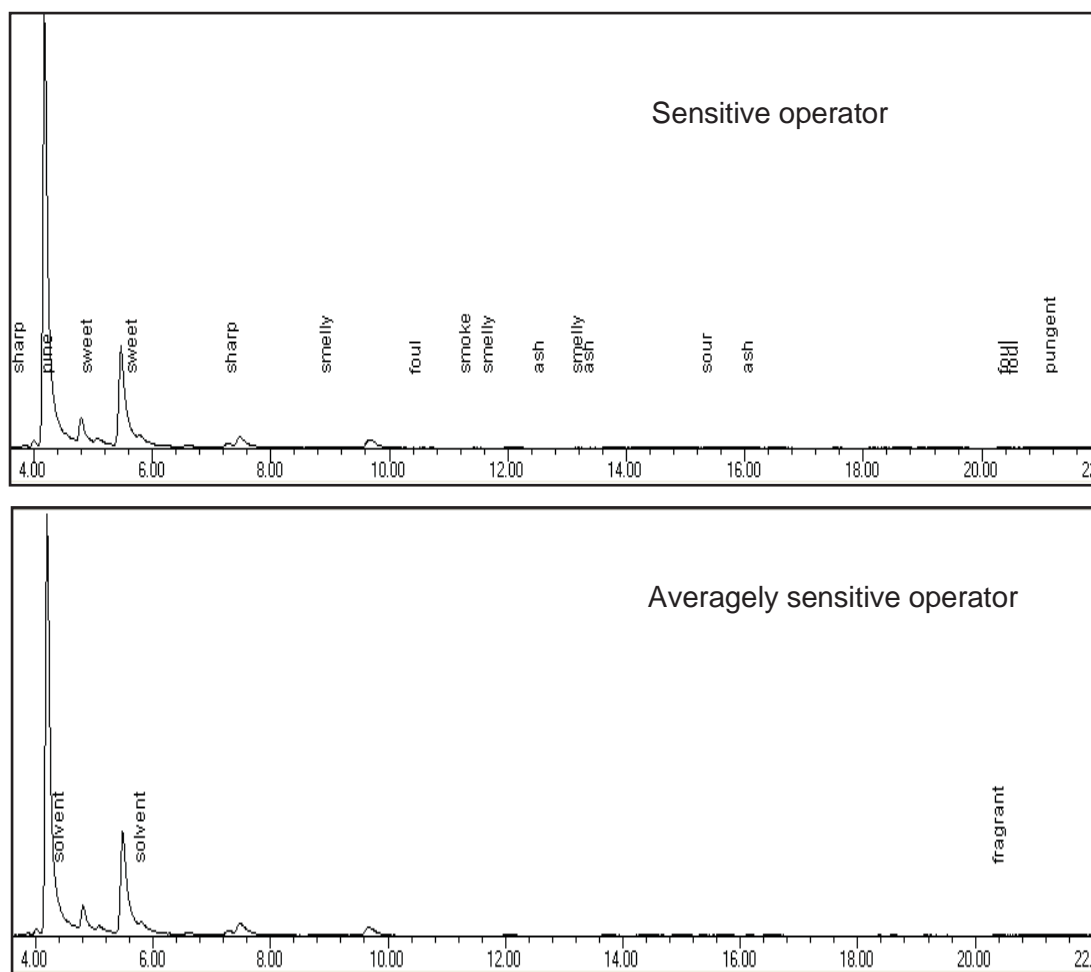 Sensitive operator
sharp
pine
sweet
sweet
sharp
smelly
foul
smoke
smelly
ash
smelly
ash
sour
ash
foul
foul
pungent
4.00 6.00 8.00 10.00 12.00 14.00 16.00 18.00 20.00
Averagely sensitive operator
solvent
solvent
fragrant
4.00 6.00 8.00 10.00 12.00 14.00 16.00 18.00 20.00